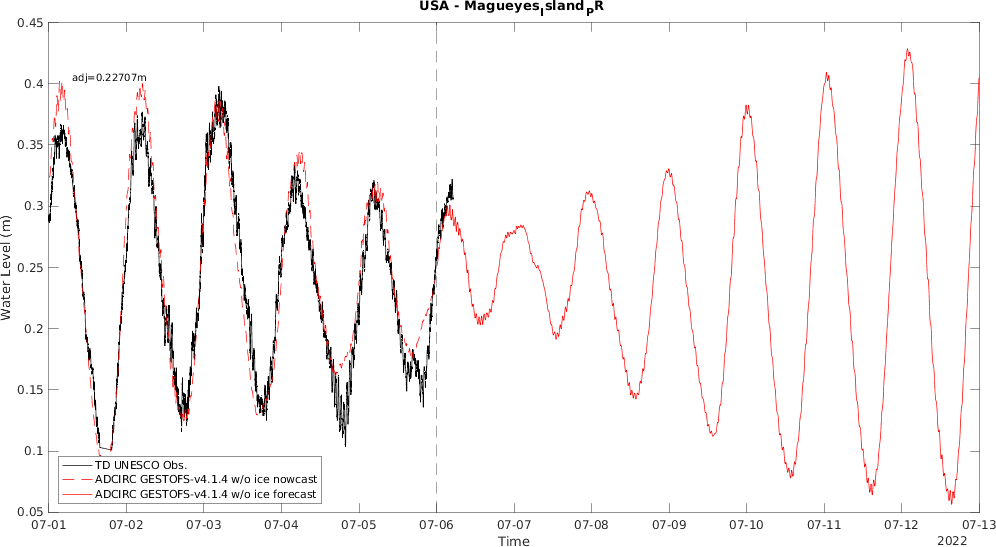 USA - Magueyes_Island_PR
0.45
adj=0.22707m
0.4
0.35
0.3
0.25
0.2
0.15
0.1
0.05
Water Level (m)
TD UNESCO Obs.
ADCIRC GESTOFS-v4.1.4 w/o ice nowcast
ADCIRC GESTOFS-v4.1.4 w/o ice forecast
07-01 07-02 07-03 07-04 07-05 07-06 07-07 07-08 07-09 07-10 07-11 07-12 07-13
Time
2022